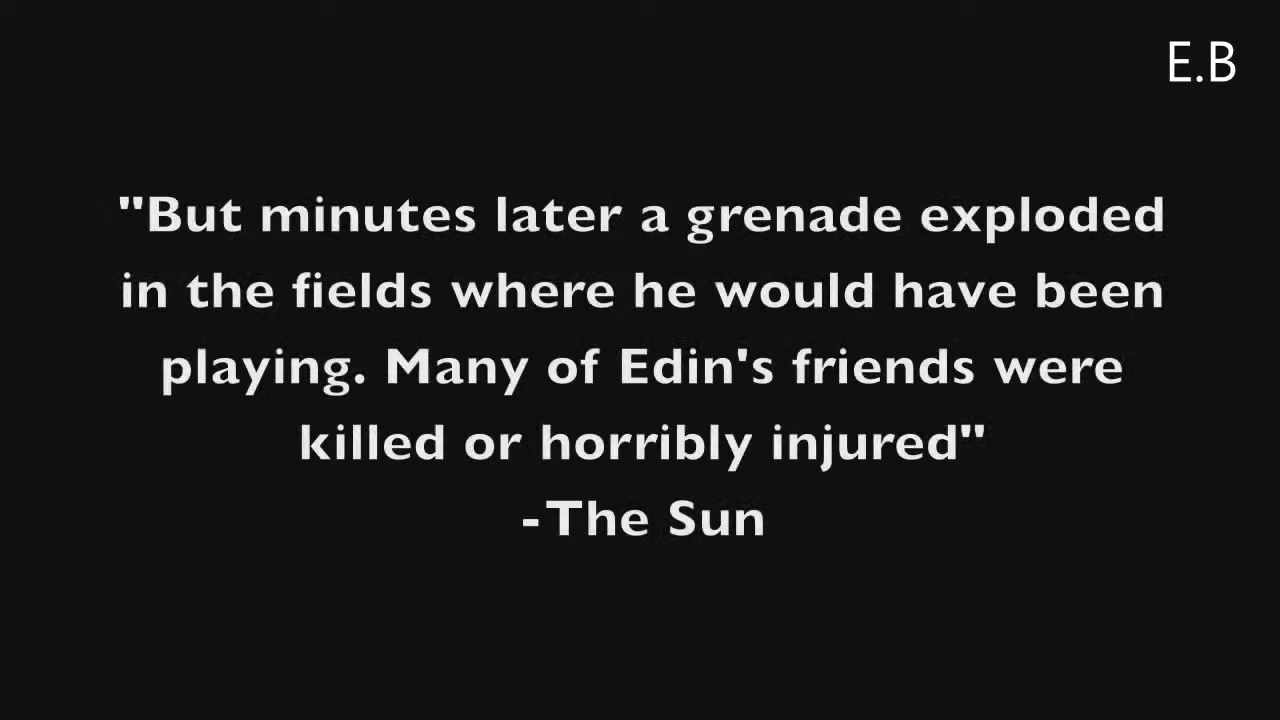 E.B
"But minutes later a grenade exploded
in the fields where he would have been
playing. Many of Edin's friends were
killed or horribly injured"
-The Sun